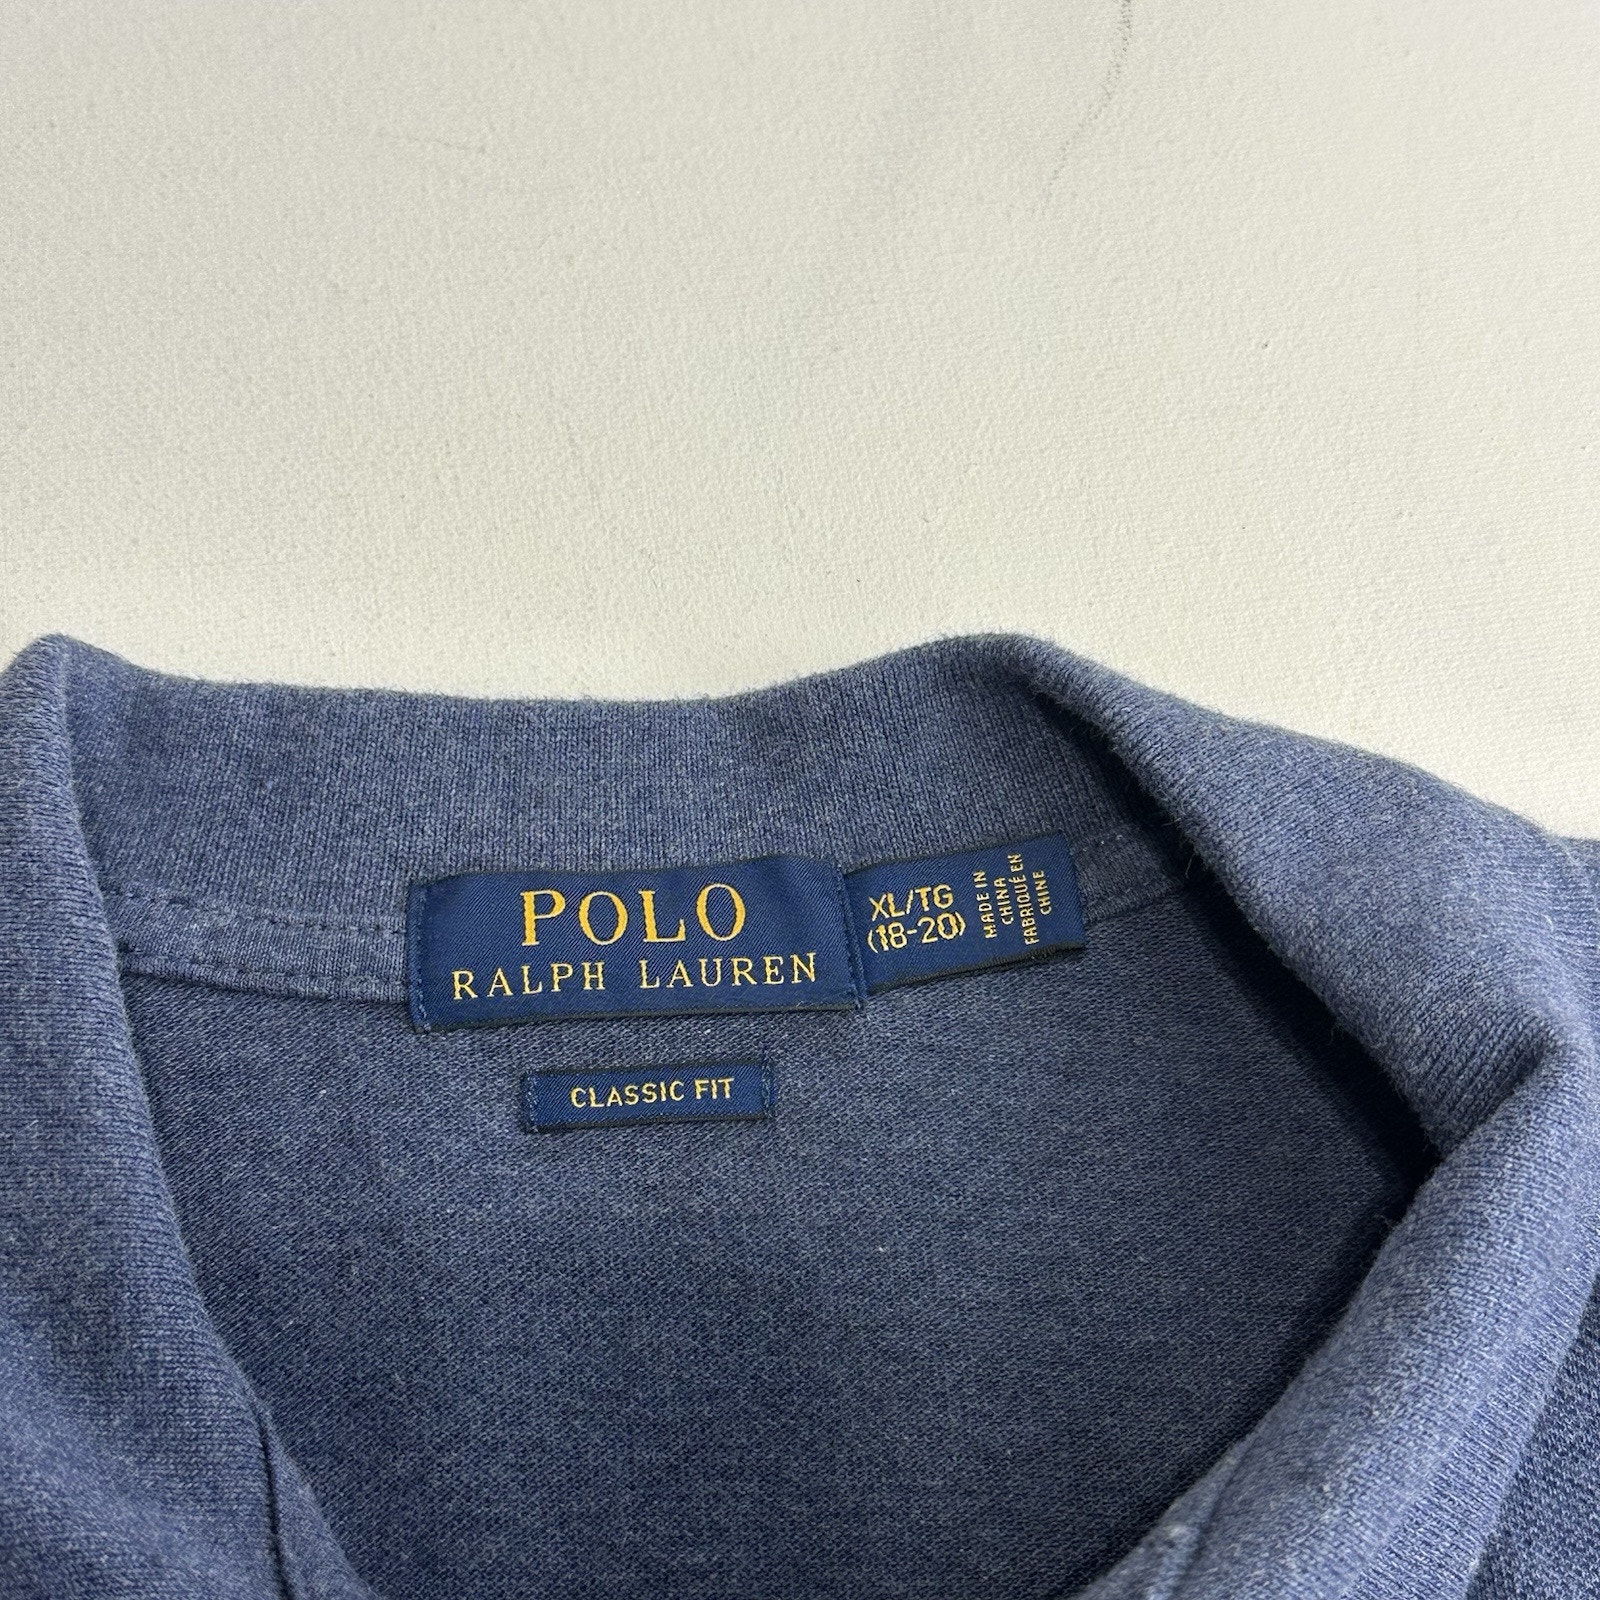 POLO
RALPH LAUREN
XL/TG
(18-20)
MADE IN
CHINA
FABRIQUÉ EN
CHINE
CLASSIC FIT